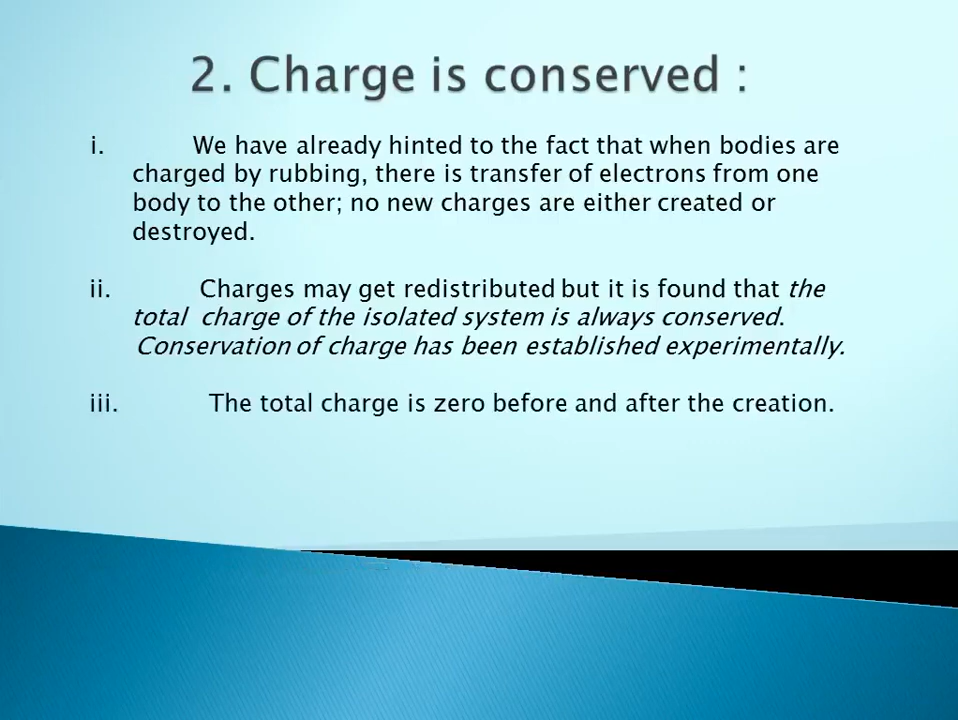 2. Charge is conserved :
i. We have already hinted to the fact that when bodies are
charged by rubbing, there is transfer of electrons from one
body to the other; no new charges are either created or
destroyed.
ii. Charges may get redistributed but it is found that the
total charge of the isolated system is always conserved.
Conservation of charge has been established experimentally.
iii. The total charge is zero before and after the creation.